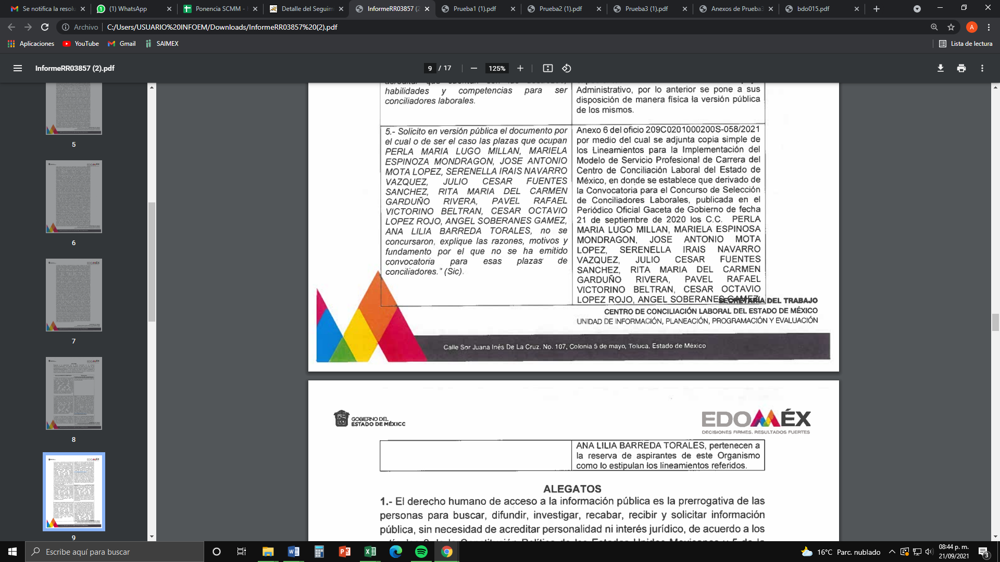 Se notifica la resolu
(1) WhatsApp
Ponencia SCMM -
Detalle del Seguim
InformeRR03857 (2
Prueba1 (1).pdf
Prueba2 (1).pdf
Prueba3 (1).pdf
Anexos de Prueba3
bdo015.pdf
Archivo
C:/Users/USUARIO%20INFOEM/Downloads/InformeRR03857%20(2).pdf
A
Aplicaciones
YouTube
Gmail
SAIMEX
Lista de lectura
InformeRR03857 (2).pdf
9 / 17
125%
5
6
7
8
9
habilidades y competencias para ser
conciliadores laborales.
Administrativo, por lo anterior se pone a sus
disposición de manera física la versión pública
de los mismos.
5.- Solicito en versión pública el documento por
el cual o de ser el caso las plazas que ocupan
PERLA MARIA LUGO MILLAN, MARIELA
ESPINOZA MONDRAGON, JOSE ANTONIO
MOTA LOPEZ, SERENELLA IRAIS NAVARRO
VAZQUEZ, JULIO CESAR FUENTES
SANCHEZ, RITA MARIA DEL CARMEN
GARDUÑO RIVERA, PAVEL RAFAEL
VICTORINO BELTRAN, CESAR OCTAVIO
LOPEZ ROJO, ANGEL SOBERANES GAMEZ,
ANA LILIA BARREDA TORALES, no se
concursaron, explique las razones, motivos y
fundamento por el que no se ha emitido
convocatoria para esas plazas de
conciliadores." (Sic).
Anexo 6 del oficio 209C0201000200S-058/2021
por medio del cual se adjunta copia simple de
los Lineamientos para la Implementación del
Modelo de Servicio Profesional de Carrera del
Centro de Conciliación Laboral del Estado de
México, en donde se establece que derivado de
la Convocatoria para el Concurso de Selección
de Conciliadores Laborales, publicada en el
Periódico Oficial Gaceta de Gobierno de fecha
21 de septiembre de 2020 los C.C. PERLA
MARIA LUGO MILLAN, MARIELA ESPINOSA
MONDRAGON, JOSE ANTONIO MOTA
LOPEZ, SERENELLA IRAIS NAVARRO
VAZQUEZ, JULIO CESAR FUENTES
SANCHEZ, RITA MARIA DEL CARMEN
GARDUÑO RIVERA, PAVEL RAFAEL
VICTORINO BELTRAN, CESAR OCTAVIO
LOPEZ ROJO, ANGEL SOBERANES GAMEZ,
SECRETARÍA DEL TRABAJO
CENTRO DE CONCILIACIÓN LABORAL DEL ESTADO DE MÉXICO
UNIDAD DE INFORMACIÓN, PLANEACIÓN, PROGRAMACIÓN Y EVALUACIÓN
Calle Sor Juana Inés De La Cruz. No. 107, Colonia 5 de mayo, Toluca, Estado de México
GOBIERNO DEL
ESTADO DE MÉXICO
EDOMÉX
DECISIONES FIRMES, RESULTADOS FUERTES
ANA LILIA BARREDA TORALES, pertenecen a
la reserva de aspirantes de este Organismo
como lo estipulan los lineamientos referidos.
ALEGATOS
1.- El derecho humano de acceso a la información pública es la prerrogativa de las
personas para buscar, difundir, investigar, recabar, recibir y solicitar información
pública, sin necesidad de acreditar personalidad ni interés jurídico, de acuerdo a los
Escribe aquí para buscar
16°C Parc. nublado
08:44 p. m.
21/09/2021
3